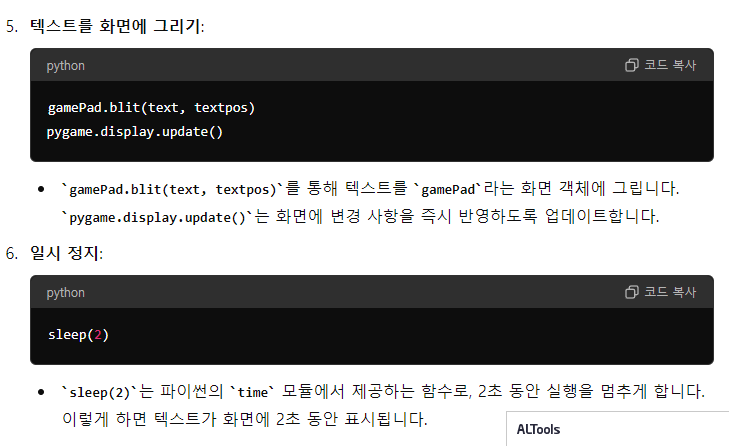 5. 텍스트를 화면에 그리기:
python
코드 복사
gamePad.blit(text, textpos)
pygame.display.update()
• `gamePad.blit(text, textpos)`를 통해 텍스트를 `gamePad`라는 화면 객체에 그립니다.
`pygame.display.update()`는 화면에 변경 사항을 즉시 반영하도록 업데이트합니다.
6. 일시 정지:
python
코드 복사
sleep(2)
• `sleep(2)`는 파이썬의 `time` 모듈에서 제공하는 함수로, 2초 동안 실행을 멈추게 합니다.
이렇게 하면 텍스트가 화면에 2초 동안 표시됩니다.
ALTools